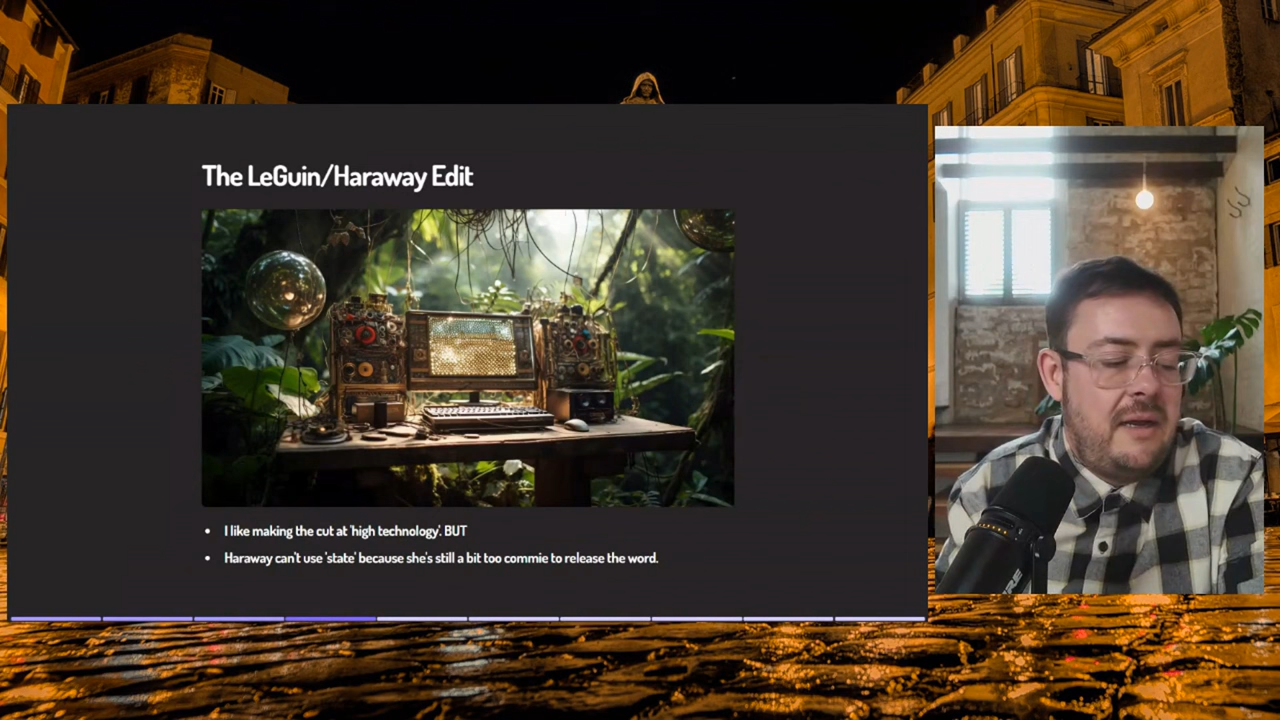 The LeGuin/Haraway Edit
I like making the cut at 'high technology'. BUT
Haraway can't use 'state' because she's still a bit too commie to release the word.